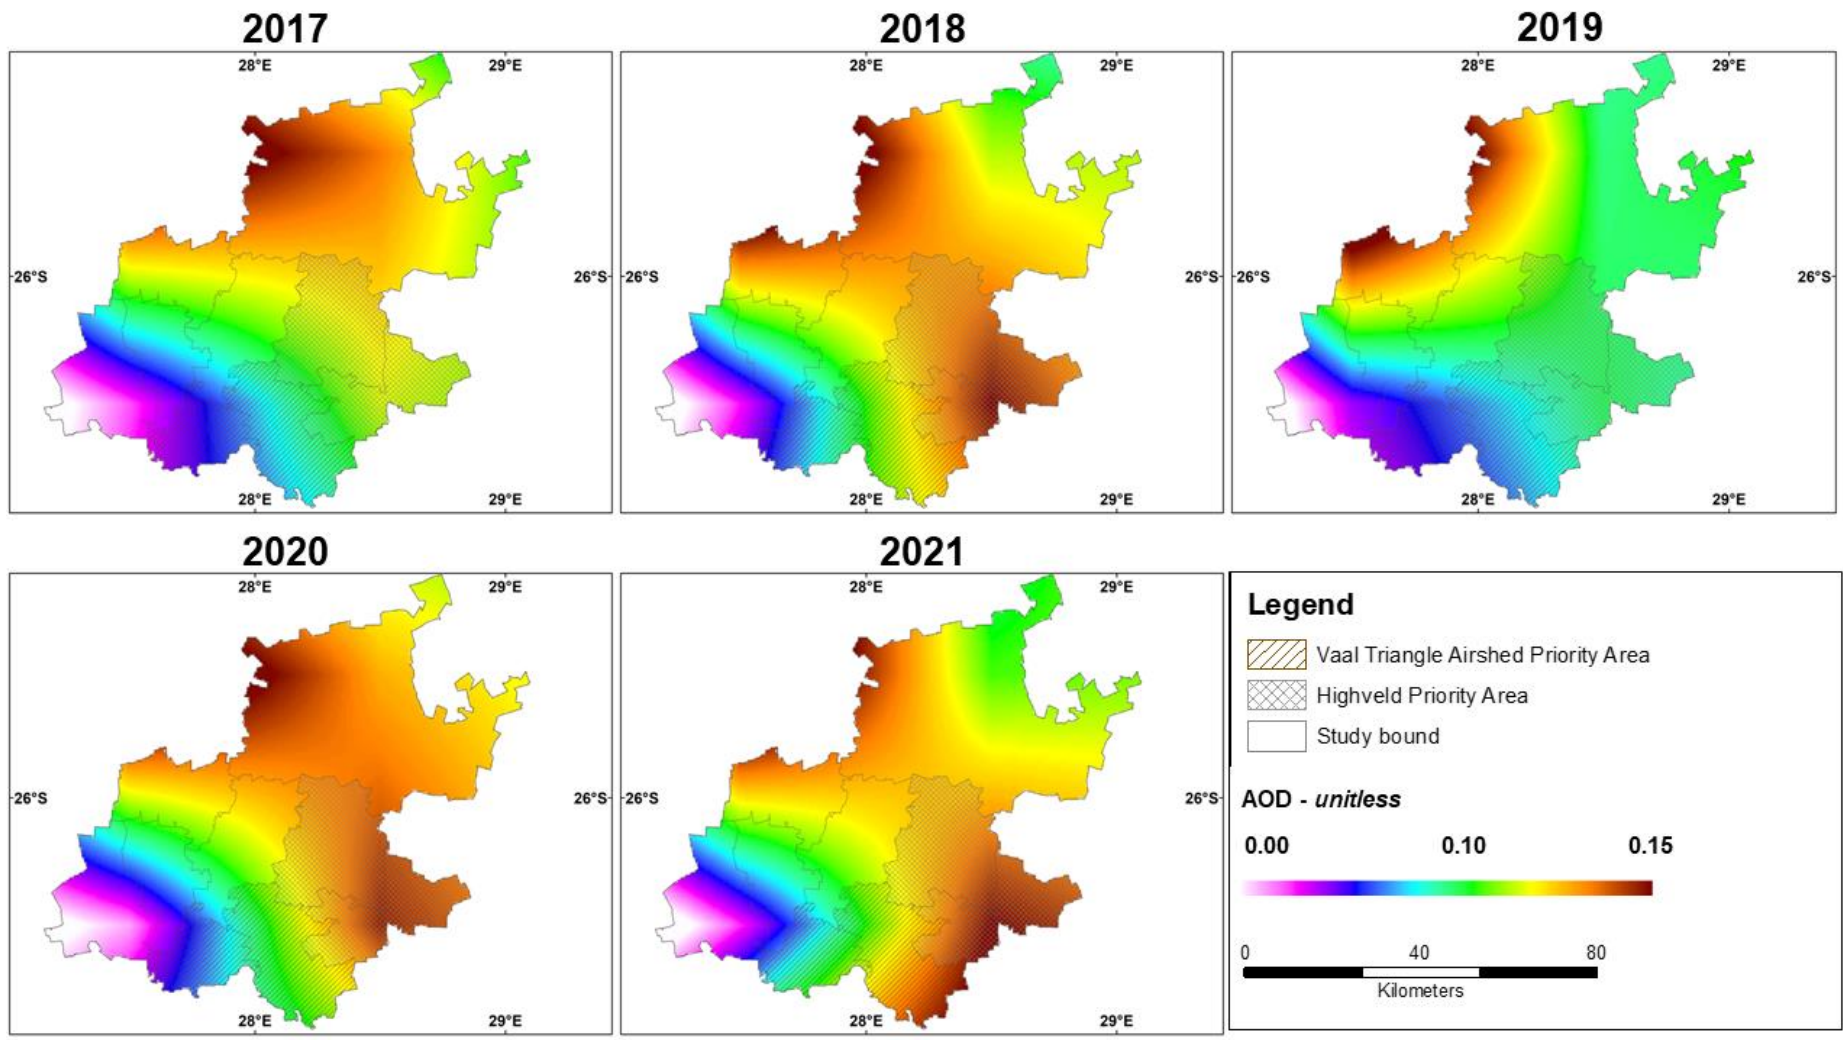 2017
2018
2019
28°E 29°E
28°E 29°E
28°E 29°E
26°S 26°S
26°S
26°S 26°S
28°E 29°E
28°E 29°E
28°E 29°E
2020
2021
28°E 29°E
28°E 29°E
26°S 26°S
26°S
28°E 29°E
28°E 29°E
Legend
Vaal Triangle Airshed Priority Area
Highveld Priority Area
Study bound
AOD - unitless
0.00 0.10 0.15
0 40 80
Kilometers